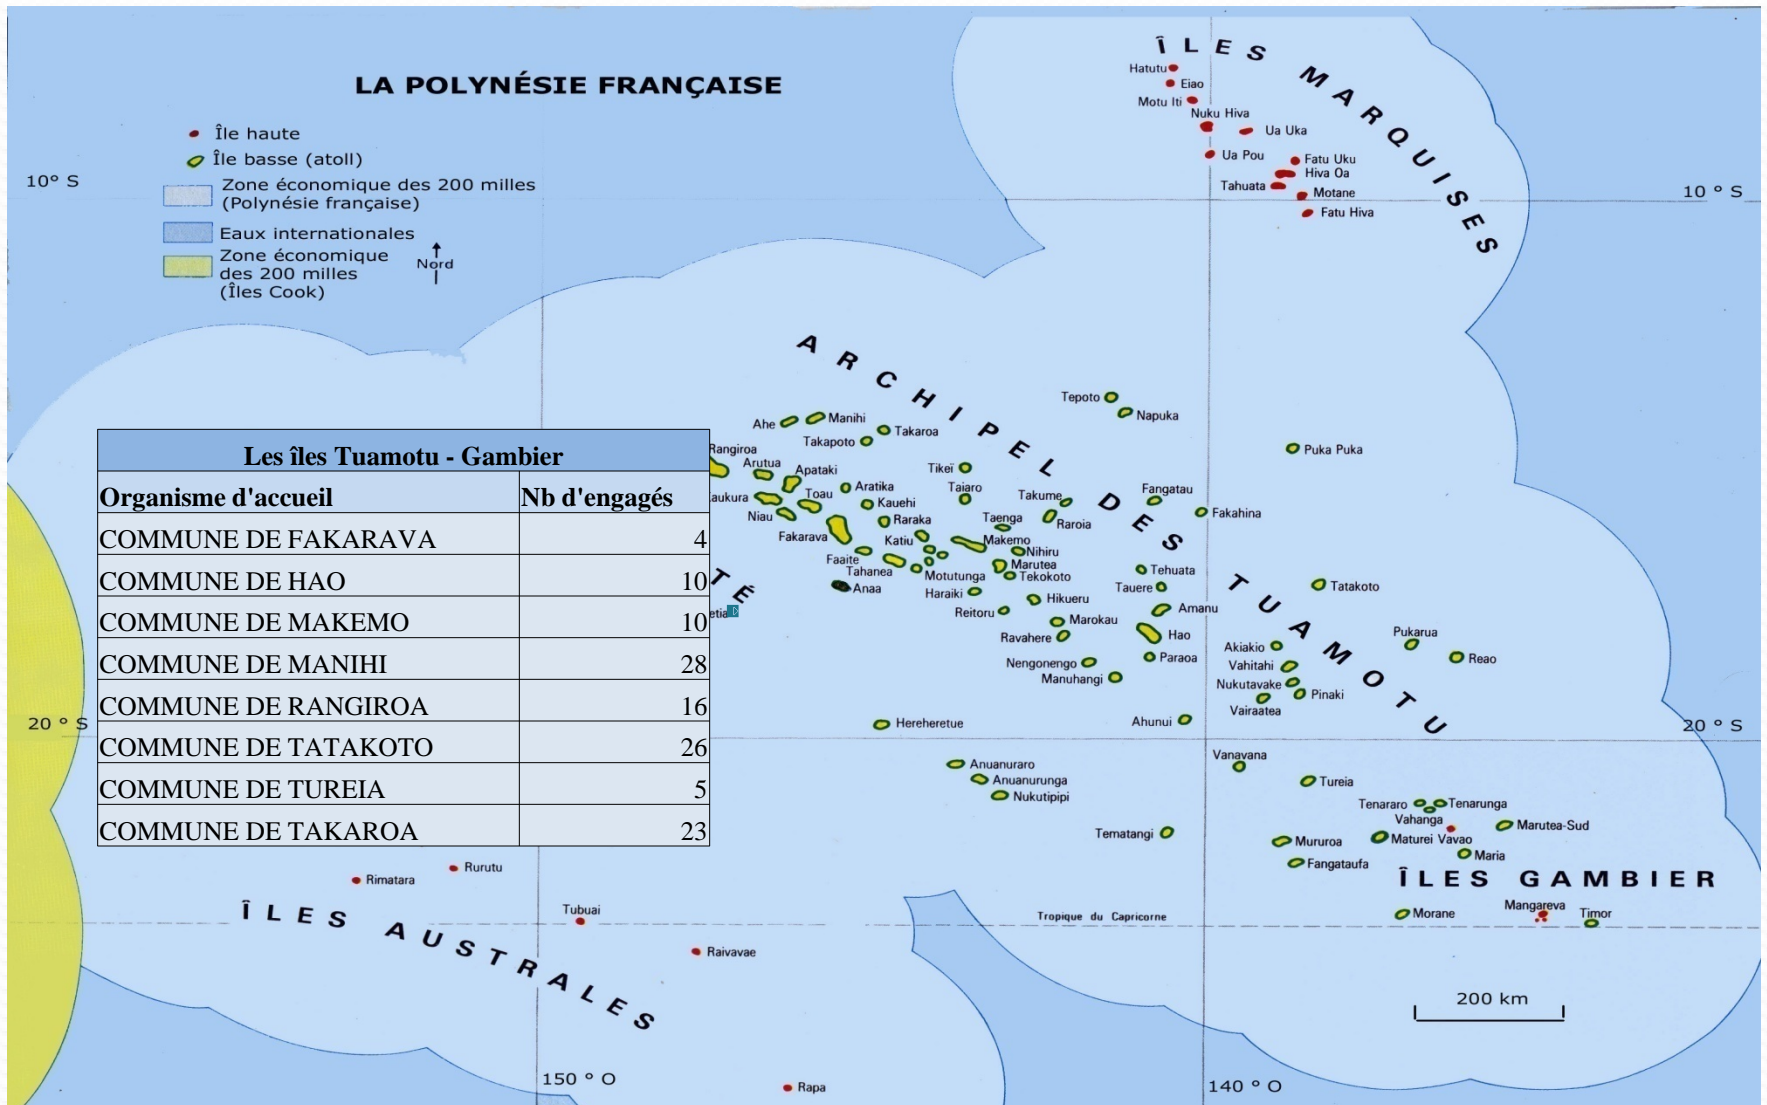 LA POLYNÉSIE FRANÇAISE
Île haute
Île basse (atoll)
Zone économique des 200 milles
(Polynésie française)
Eaux internationales
Zone économique
des 200 milles
(Îles Cook)
Nord
10° S
10 ° S
ÎLES MARQUISES
Hatutu
Eiao
Motu Iti
Nuku Hiva
Ua Uka
Ua Pou
Fatu Uku
Hiva Oa
Tahuata
Motane
Fatu Hiva
ARCHIPEL DES TUAMOTU
Tepoto
Napuka
Puka Puka
Ahe
Manihi
Takapoto
Takaroa
Rangiroa
Arutua
Apataki
Tikeï
Aratika
Taiaro
Takume
Fangatau
aukura
Toau
Kauehi
Fakahina
Niau
Raraka
Taenga
Raroia
Fakarava
Katiu
Makemo
Nihiru
Faaite
Marutea
Tahanea
Motutunga
Tekokoto
Tehuata
Tatakoto
Anaa
Haraiki
Hikueru
Tauere
Reitoru
Amanu
Marokau
Ravahere
Hao
Pukarua
Akiakio
Reao
Nengonengo
Paraoa
Vahitahi
Manuhangi
Nukutavake
Pinaki
Vairaatea
Hereheretue
Ahunui
TÉ
etia
Les îles Tuamotu - Gambier
Organisme d'accueil Nb d'engagés
COMMUNE DE FAKARAVA 4
COMMUNE DE HAO 10
COMMUNE DE MAKEMO 10
COMMUNE DE MANIHI 28
COMMUNE DE RANGIROA 16
COMMUNE DE TATAKOTO 26
COMMUNE DE TUREIA 5
COMMUNE DE TAKAROA 23
20 ° S
20 ° S
Anuanuraro
Anuanurunga
Nukutipipi
Vanavana
Tureia
Tenararo
Tenarunga
Vahanga
Marutea-Sud
Tematangi
Mururoa
Maturei Vavao
Maria
Fangataufa
ÎLES GAMBIER
Morane
Mangareva
Timor
Rimatara
Rurutu
ÎLES AUSTRALES
Tubuai
Raivavae
Tropique du Capricorne
200 km
150 ° O
Rapa
140 ° O